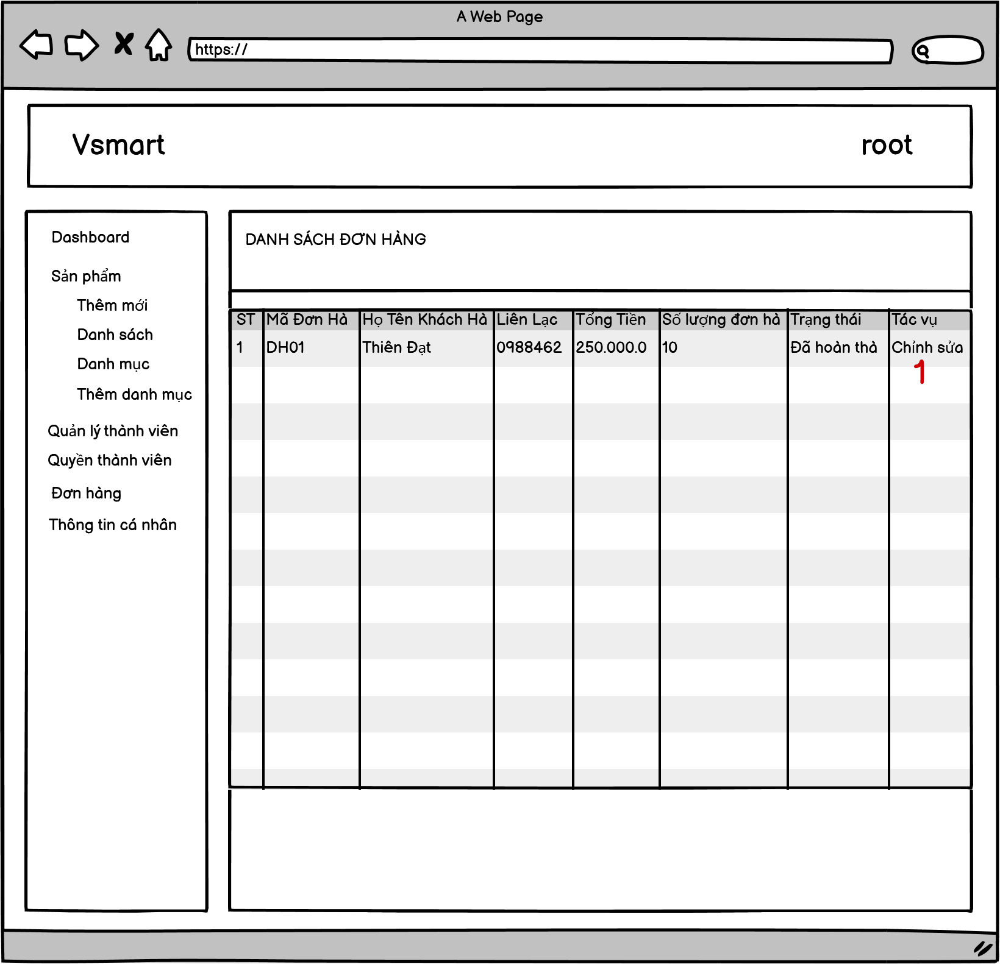 A Web Page
https://
Vsmart
root
Dashboard
Sản phẩm
Thêm mới
Danh sách
Danh mục
Thêm danh mục
Quản lý thành viên
Quyền thành viên
Đơn hàng
Thông tin cá nhân
DANH SÁCH ĐƠN HÀNG
ST Mã Đơn Hà Họ Tên Khách Hà Liên Lạc Tổng Tiền Số lượng đơn hà Trạng thái Tác vụ
1 DH01 Thiên Đạt 0988462 250.000.0 10 Đã hoàn thà Chỉnh sửa
1